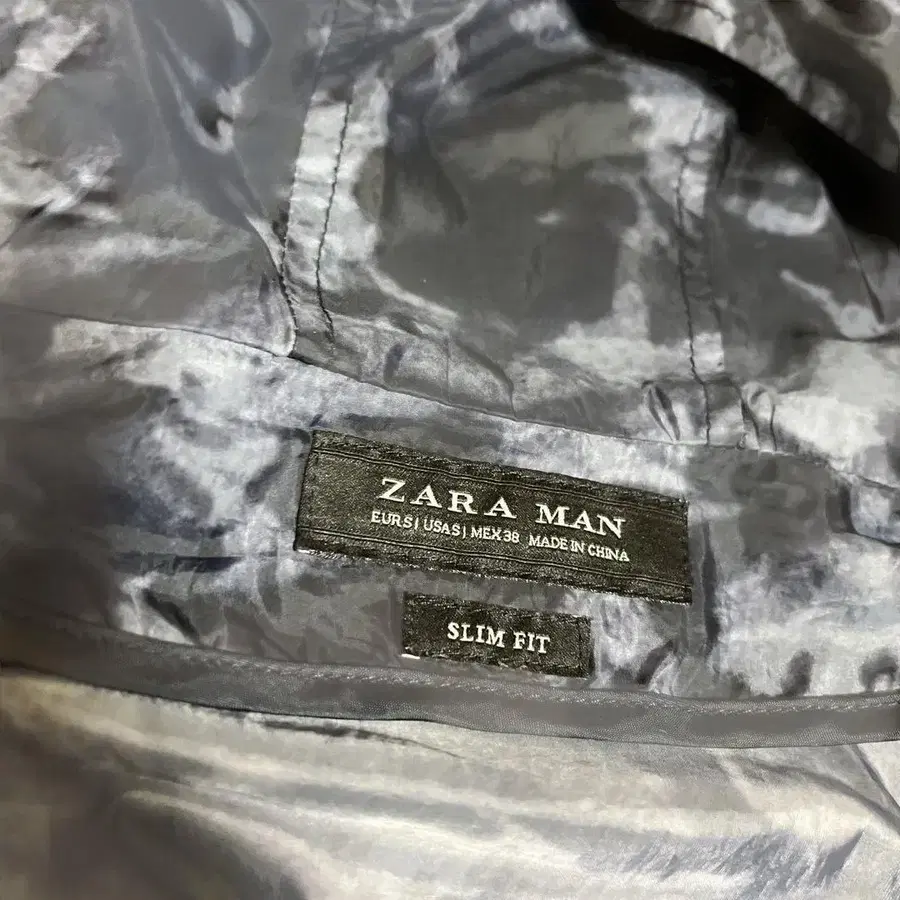 ZARA MAN
EUR S | USA S | MEX 38 MADE IN CHINA
SLIM FIT